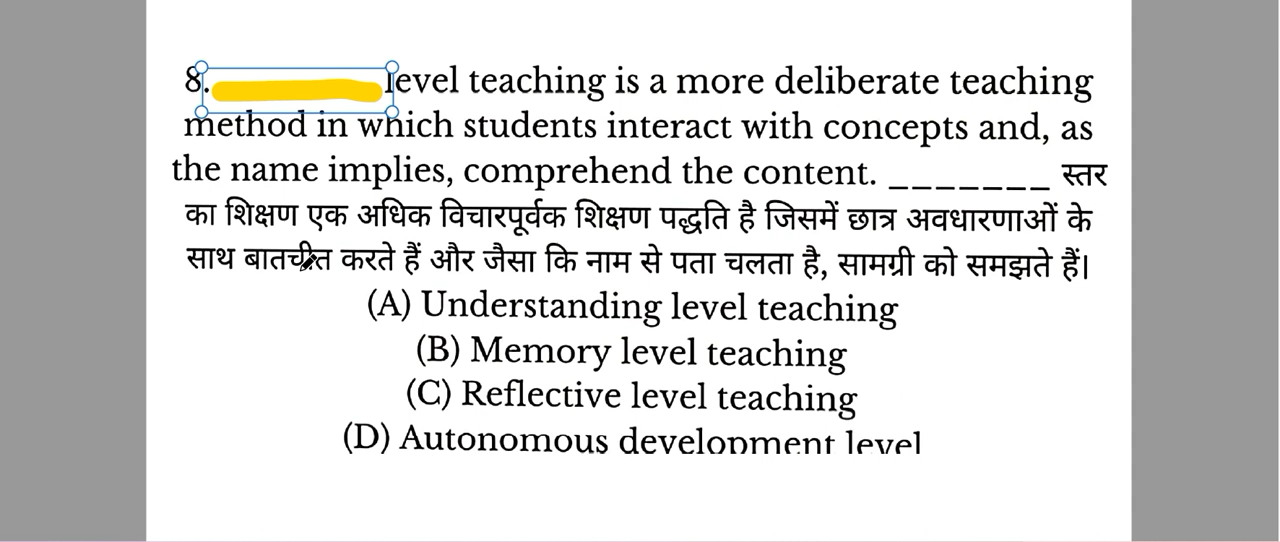 8. level teaching is a more deliberate teaching
method in which students interact with concepts and, as
the name implies, comprehend the content. _______ स्तर
का शिक्षण एक अधिक विचारपूर्वक शिक्षण पद्धति है जिसमें छात्र अवधारणाओं के
साथ बातचीत करते हैं और जैसा कि नाम से पता चलता है, सामग्री को समझते हैं।
(A) Understanding level teaching
(B) Memory level teaching
(C) Reflective level teaching
(D) Autonomous development level